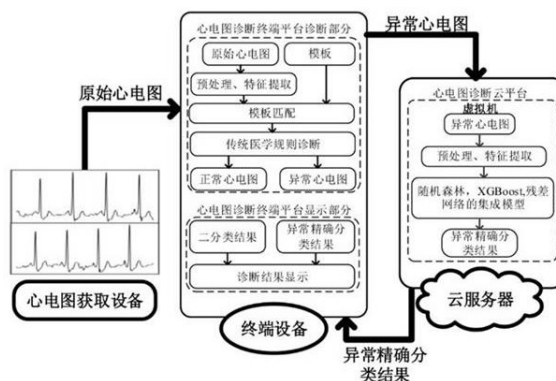 原始心电图
心电图获取设备
心电图诊断终端平台诊断部分
原始心电图
模板
预处理、特征提取
模板匹配
传统医学规则诊断
正常心电图
异常心电图
心电图诊断终端平台显示部分
二分类结果
异常精确分
类结果
诊断结果显示
终端设备
异常心电图
心电图诊断云平台
虚拟机
异常心电图
预处理、特征提取
随机森林，XGBoost,残差
网络的集成模型
异常精确分
类结果
云服务器
异常精确分
类结果